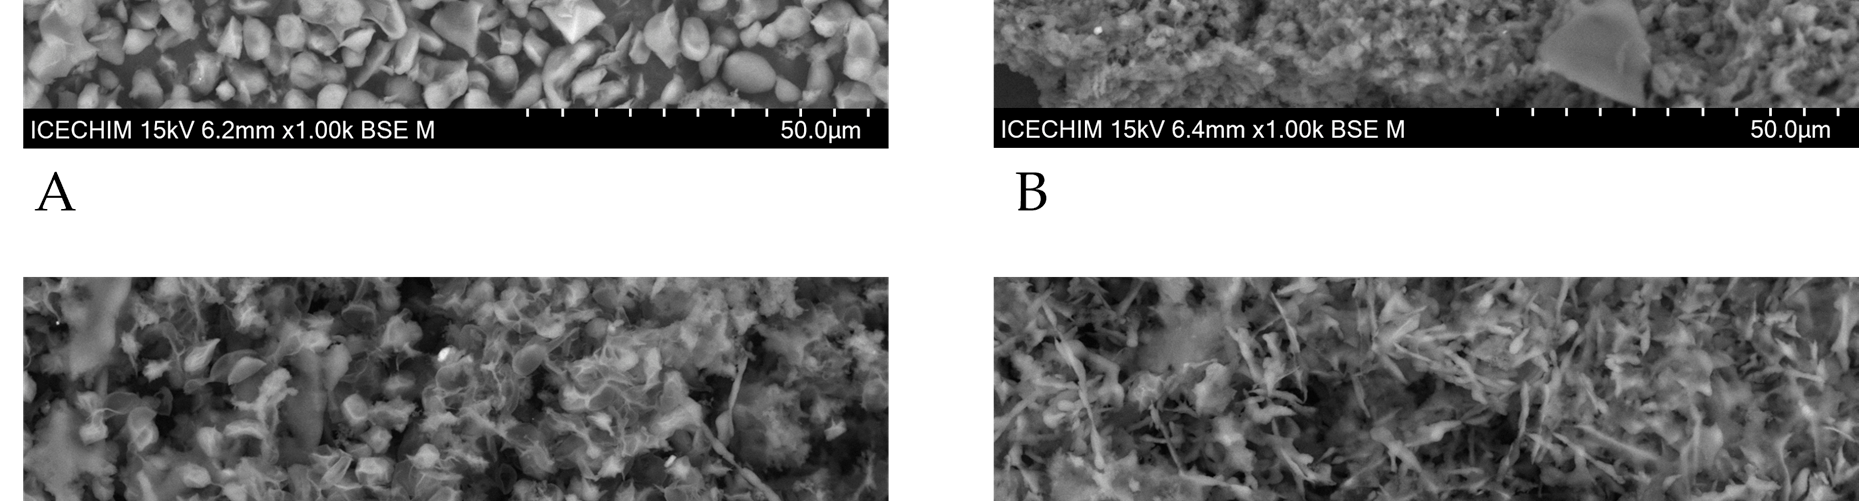 ICECHIM 15kV 6.2mm x1.00k BSE M 50.0µm
ICECHIM 15kV 6.4mm x1.00k BSE M 50.0µm
A
B